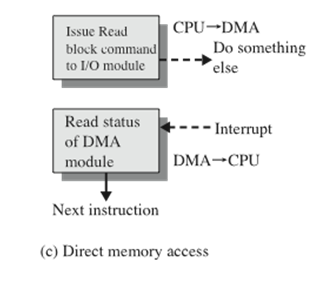 Issue Read
block command
to I/O module
CPU→DMA
Do something
else
Read status
of DMA
module
Interrupt
DMA→CPU
Next instruction
(c) Direct memory access